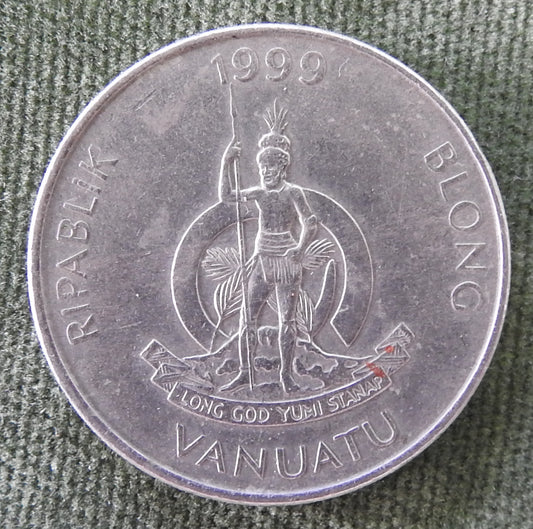 1999
RIPABLIK
BLONG
LONG GOD YUMI STANAP
VANUATU